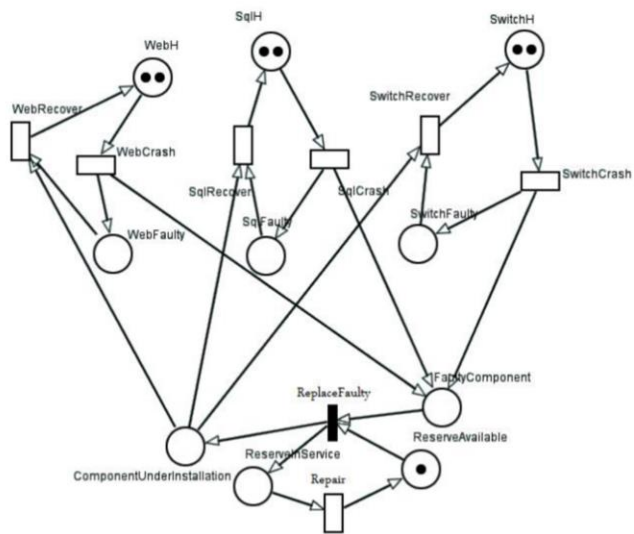 SqlH
SwitchH
WebH
WebRecover
SwitchRecover
WebCrash
SqlRecover
SqlCrash
SwitchCrash
WebFaulty
SqlFaulty
SwitchFaulty
ReplaceFaulty
FaultyComponent
ReserveInService
ReserveAvailable
ComponentUnderInstallation
Repair